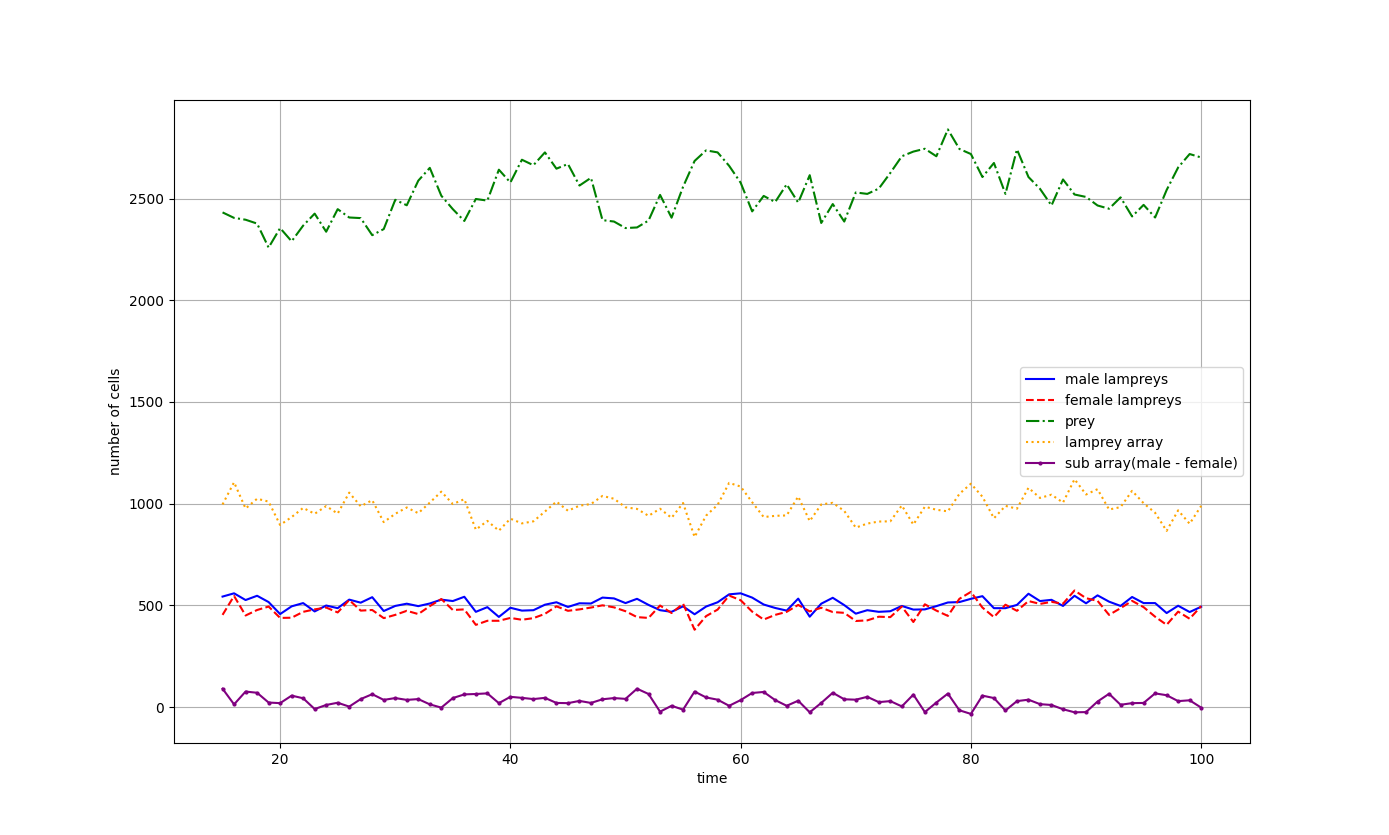 2500
2000
1500
1000
500
0
number of cells
male lampreys
female lampreys
prey
lamprey array
sub array(male - female)
20 40 60 80 100
time